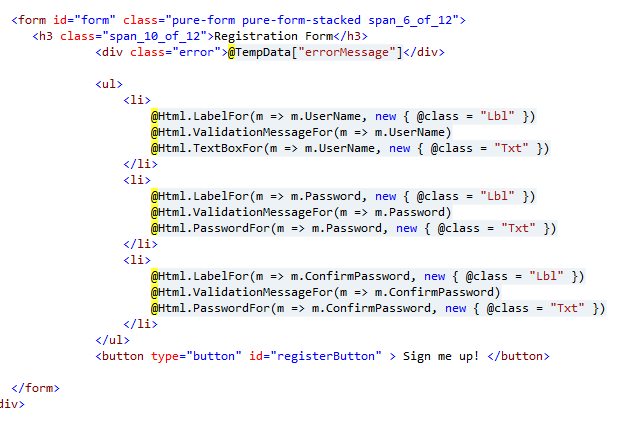 <form id="form" class="pure-form pure-form-stacked span_6_of_12">
<h3 class="span_10_of_12">Registration Form</h3>
<div class="error">@TempData["errorMessage"]</div>
<ul>
<li>
@Html.LabelFor(m => m.UserName, new { @class = "Lbl" })
@Html.ValidationMessageFor(m => m.UserName)
@Html.TextBoxFor(m => m.UserName, new { @class = "Txt" })
</li>
<li>
@Html.LabelFor(m => m.Password, new { @class = "Lbl" })
@Html.ValidationMessageFor(m => m.Password)
@Html.PasswordFor(m => m.Password, new { @class = "Txt" })
</li>
<li>
@Html.LabelFor(m => m.ConfirmPassword, new { @class = "Lbl" })
@Html.ValidationMessageFor(m => m.ConfirmPassword)
@Html.PasswordFor(m => m.ConfirmPassword, new { @class = "Txt" })
</li>
</ul>
<button type="button" id="registerButton" > Sign me up! </button>
</form>
div>